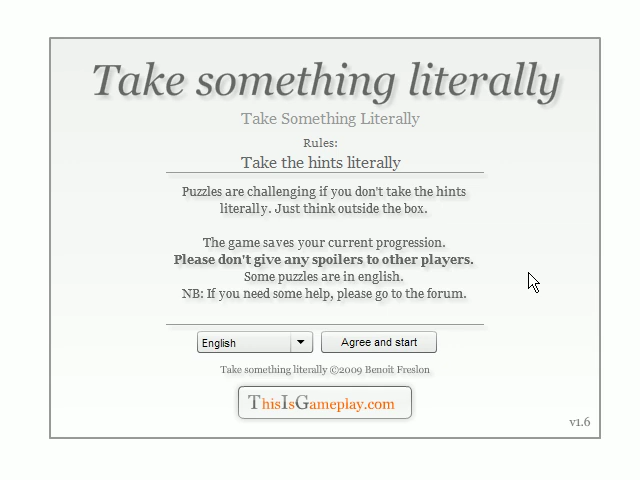 Take something literally
Take Something Literally
Rules:
Take the hints literally
Puzzles are challenging if you don't take the hints
literally. Just think outside the box.
The game saves your current progression.
Please don't give any spoilers to other players.
Some puzzles are in english.
NB: If you need some help, please go to the forum.
English
Agree and start
Take something literally ©2009 Benoit Freslon
ThisIsGameplay.com
v1.6